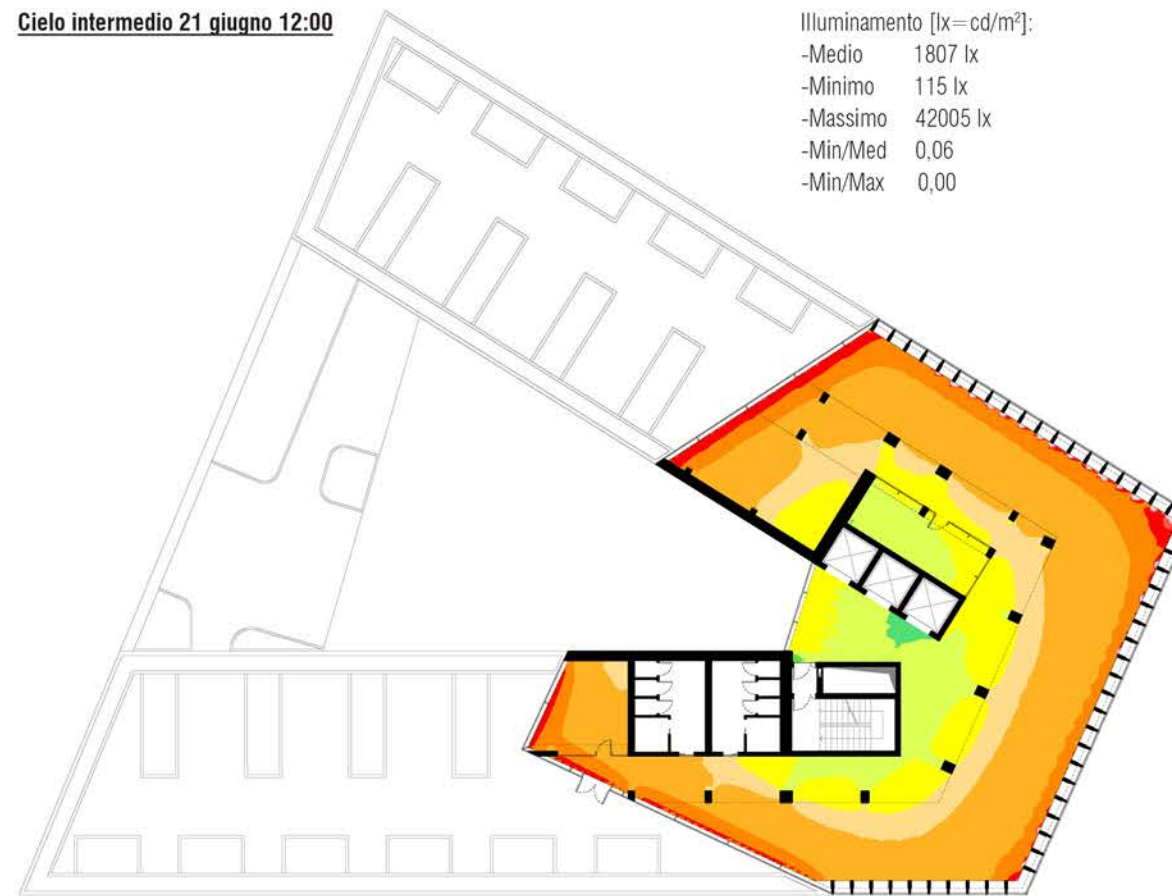 Cielo intermedio 21 giugno 12:00
Illuminamento [lx=cd/m²]:
-Medio 1807 lx
-Minimo 115 lx
-Massimo 42005 lx
-Min/Med 0,06
-Min/Max 0,00